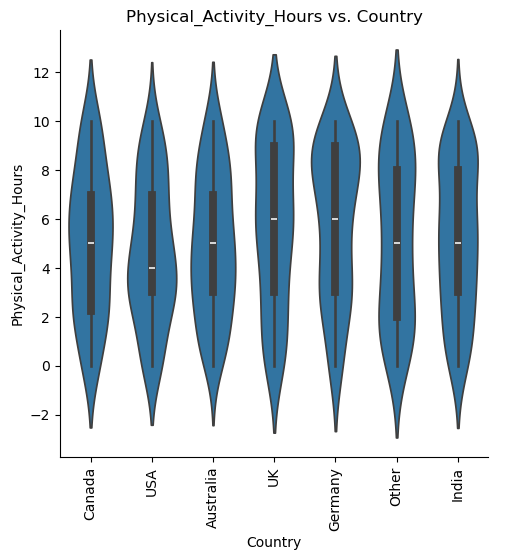 Physical_Activity_Hours vs. Country
Physical_Activity_Hours
12
10
8
6
4
2
0
−2
Canada
USA
Australia
UK
Germany
Other
India
Country